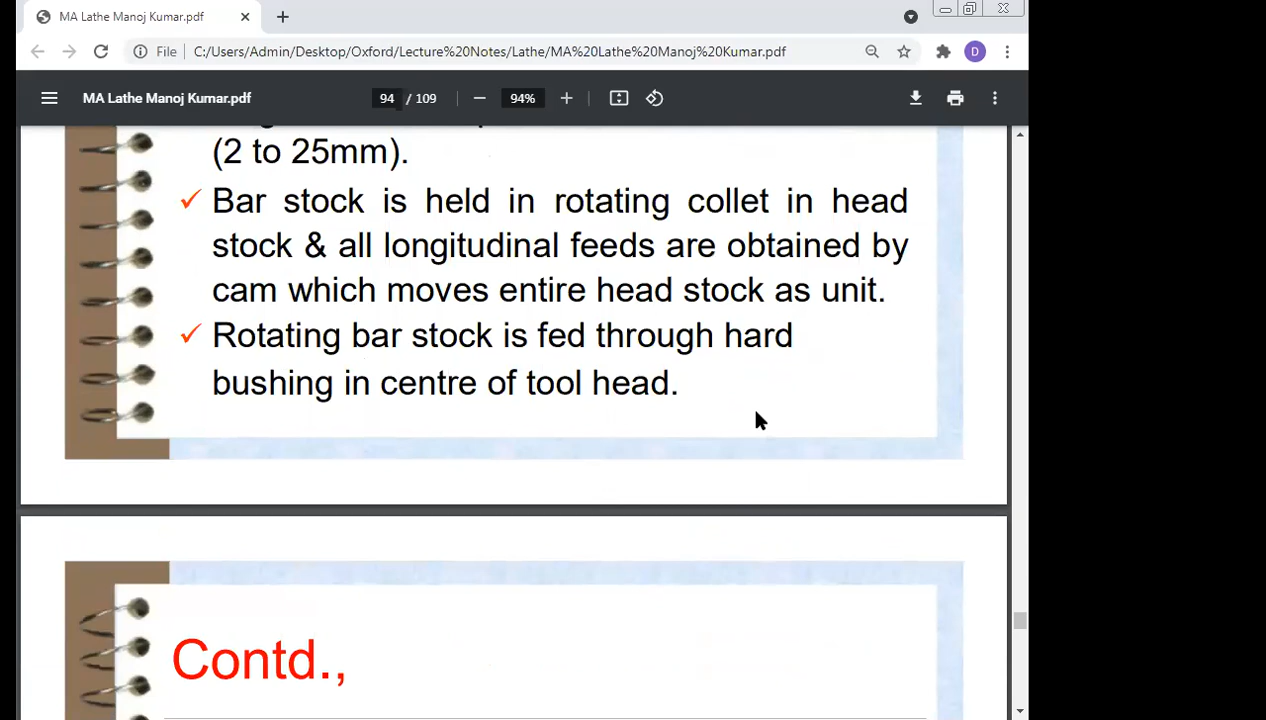 MA Lathe Manoj Kumar.pdf
File C:/Users/Admin/Desktop/Oxford/Lecture%20Notes/Lathe/MA%20Lathe%20Manoj%20Kumar.pdf D
MA Lathe Manoj Kumar.pdf 94 / 109 94%
(2 to 25mm).
✓ Bar stock is held in rotating collet in head
stock & all longitudinal feeds are obtained by
cam which moves entire head stock as unit.
✓ Rotating bar stock is fed through hard
bushing in centre of tool head.
Contd.,